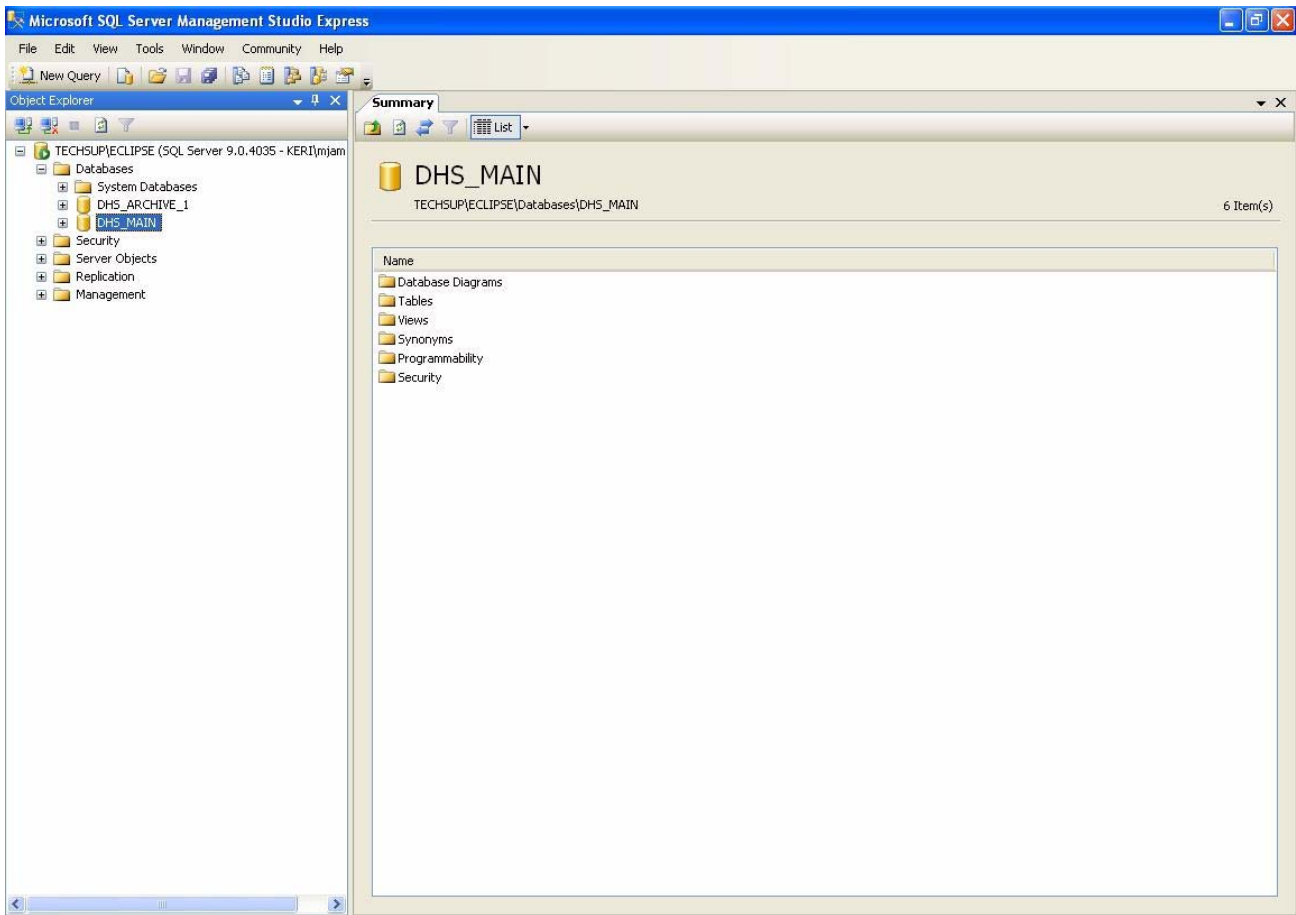 Microsoft SQL Server Management Studio Express
File Edit View Tools Window Community Help
New Query
Object Explorer
TECHSUP\ECLIPSE (SQL Server 9.0.4035 - KERI\mjam
Databases
System Databases
DHS_ARCHIVE_1
DHS_MAIN
Security
Server Objects
Replication
Management
Summary
List
DHS_MAIN
TECHSUP\ECLIPSE\Databases\DHS_MAIN
6 Item(s)
Name
Database Diagrams
Tables
Views
Synonyms
Programmability
Security